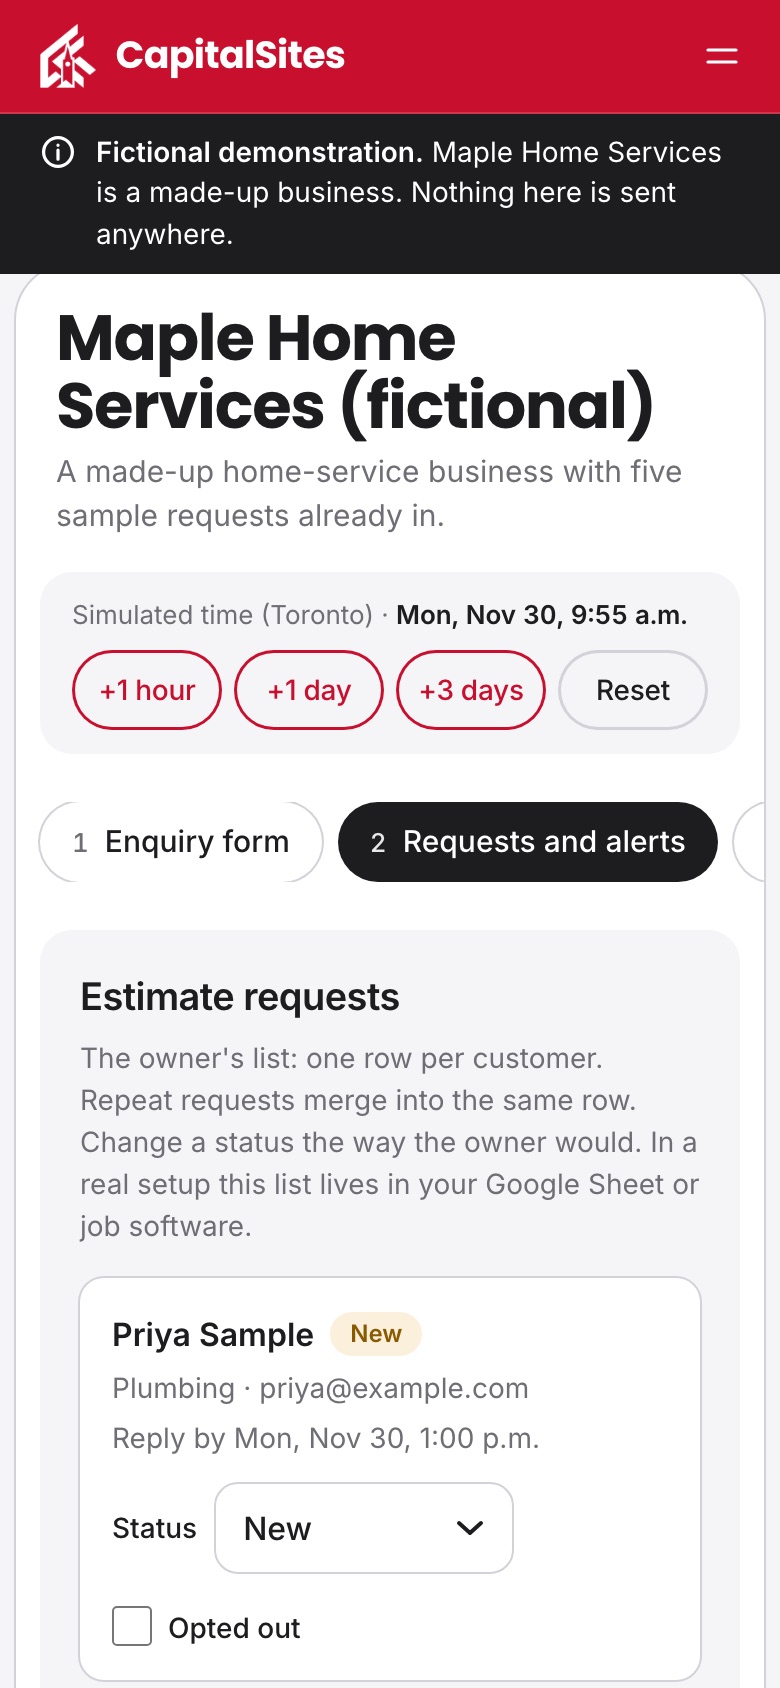 CapitalSites
Fictional demonstration. Maple Home Services
is a made-up business. Nothing here is sent
anywhere.
Maple Home
Services (fictional)
A made-up home-service business with five
sample requests already in.
Simulated time (Toronto) · Mon, Nov 30, 9:55 a.m.
+1 hour +1 day +3 days Reset
1 Enquiry form 2 Requests and alerts
Estimate requests
The owner's list: one row per customer.
Repeat requests merge into the same row.
Change a status the way the owner would. In a
real setup this list lives in your Google Sheet or
job software.
Priya Sample New
Plumbing · priya@example.com
Reply by Mon, Nov 30, 1:00 p.m.
Status New
Opted out